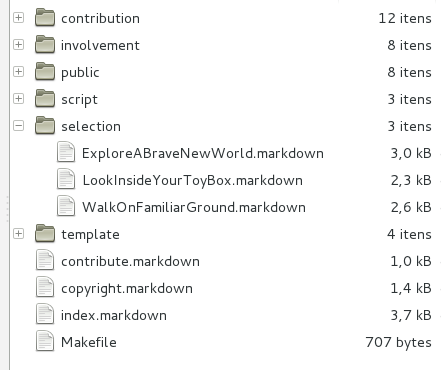 contribution 12 itens
involvement 8 itens
public 8 itens
script 3 itens
selection 3 itens
ExploreABraveNewWorld.markdown 3,0 kB
LookInsideYourToyBox.markdown 2,3 kB
WalkOnFamiliarGround.markdown 2,6 kB
template 4 itens
contribute.markdown 1,0 kB
copyright.markdown 1,4 kB
index.markdown 3,7 kB
Makefile 707 bytes